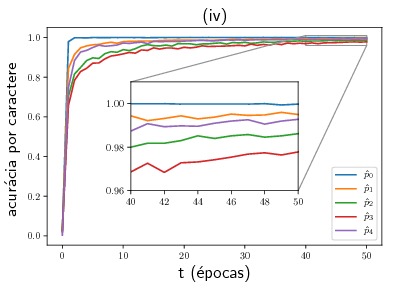 (iv)
acurácia por caractere
1.0
0.8
0.6
0.4
0.2
0.0
1.00
0.98
0.96
40 42 44 46 48 50
p̂0
p̂1
p̂2
p̂3
p̂4
0 10 20 30 40 50
t (épocas)